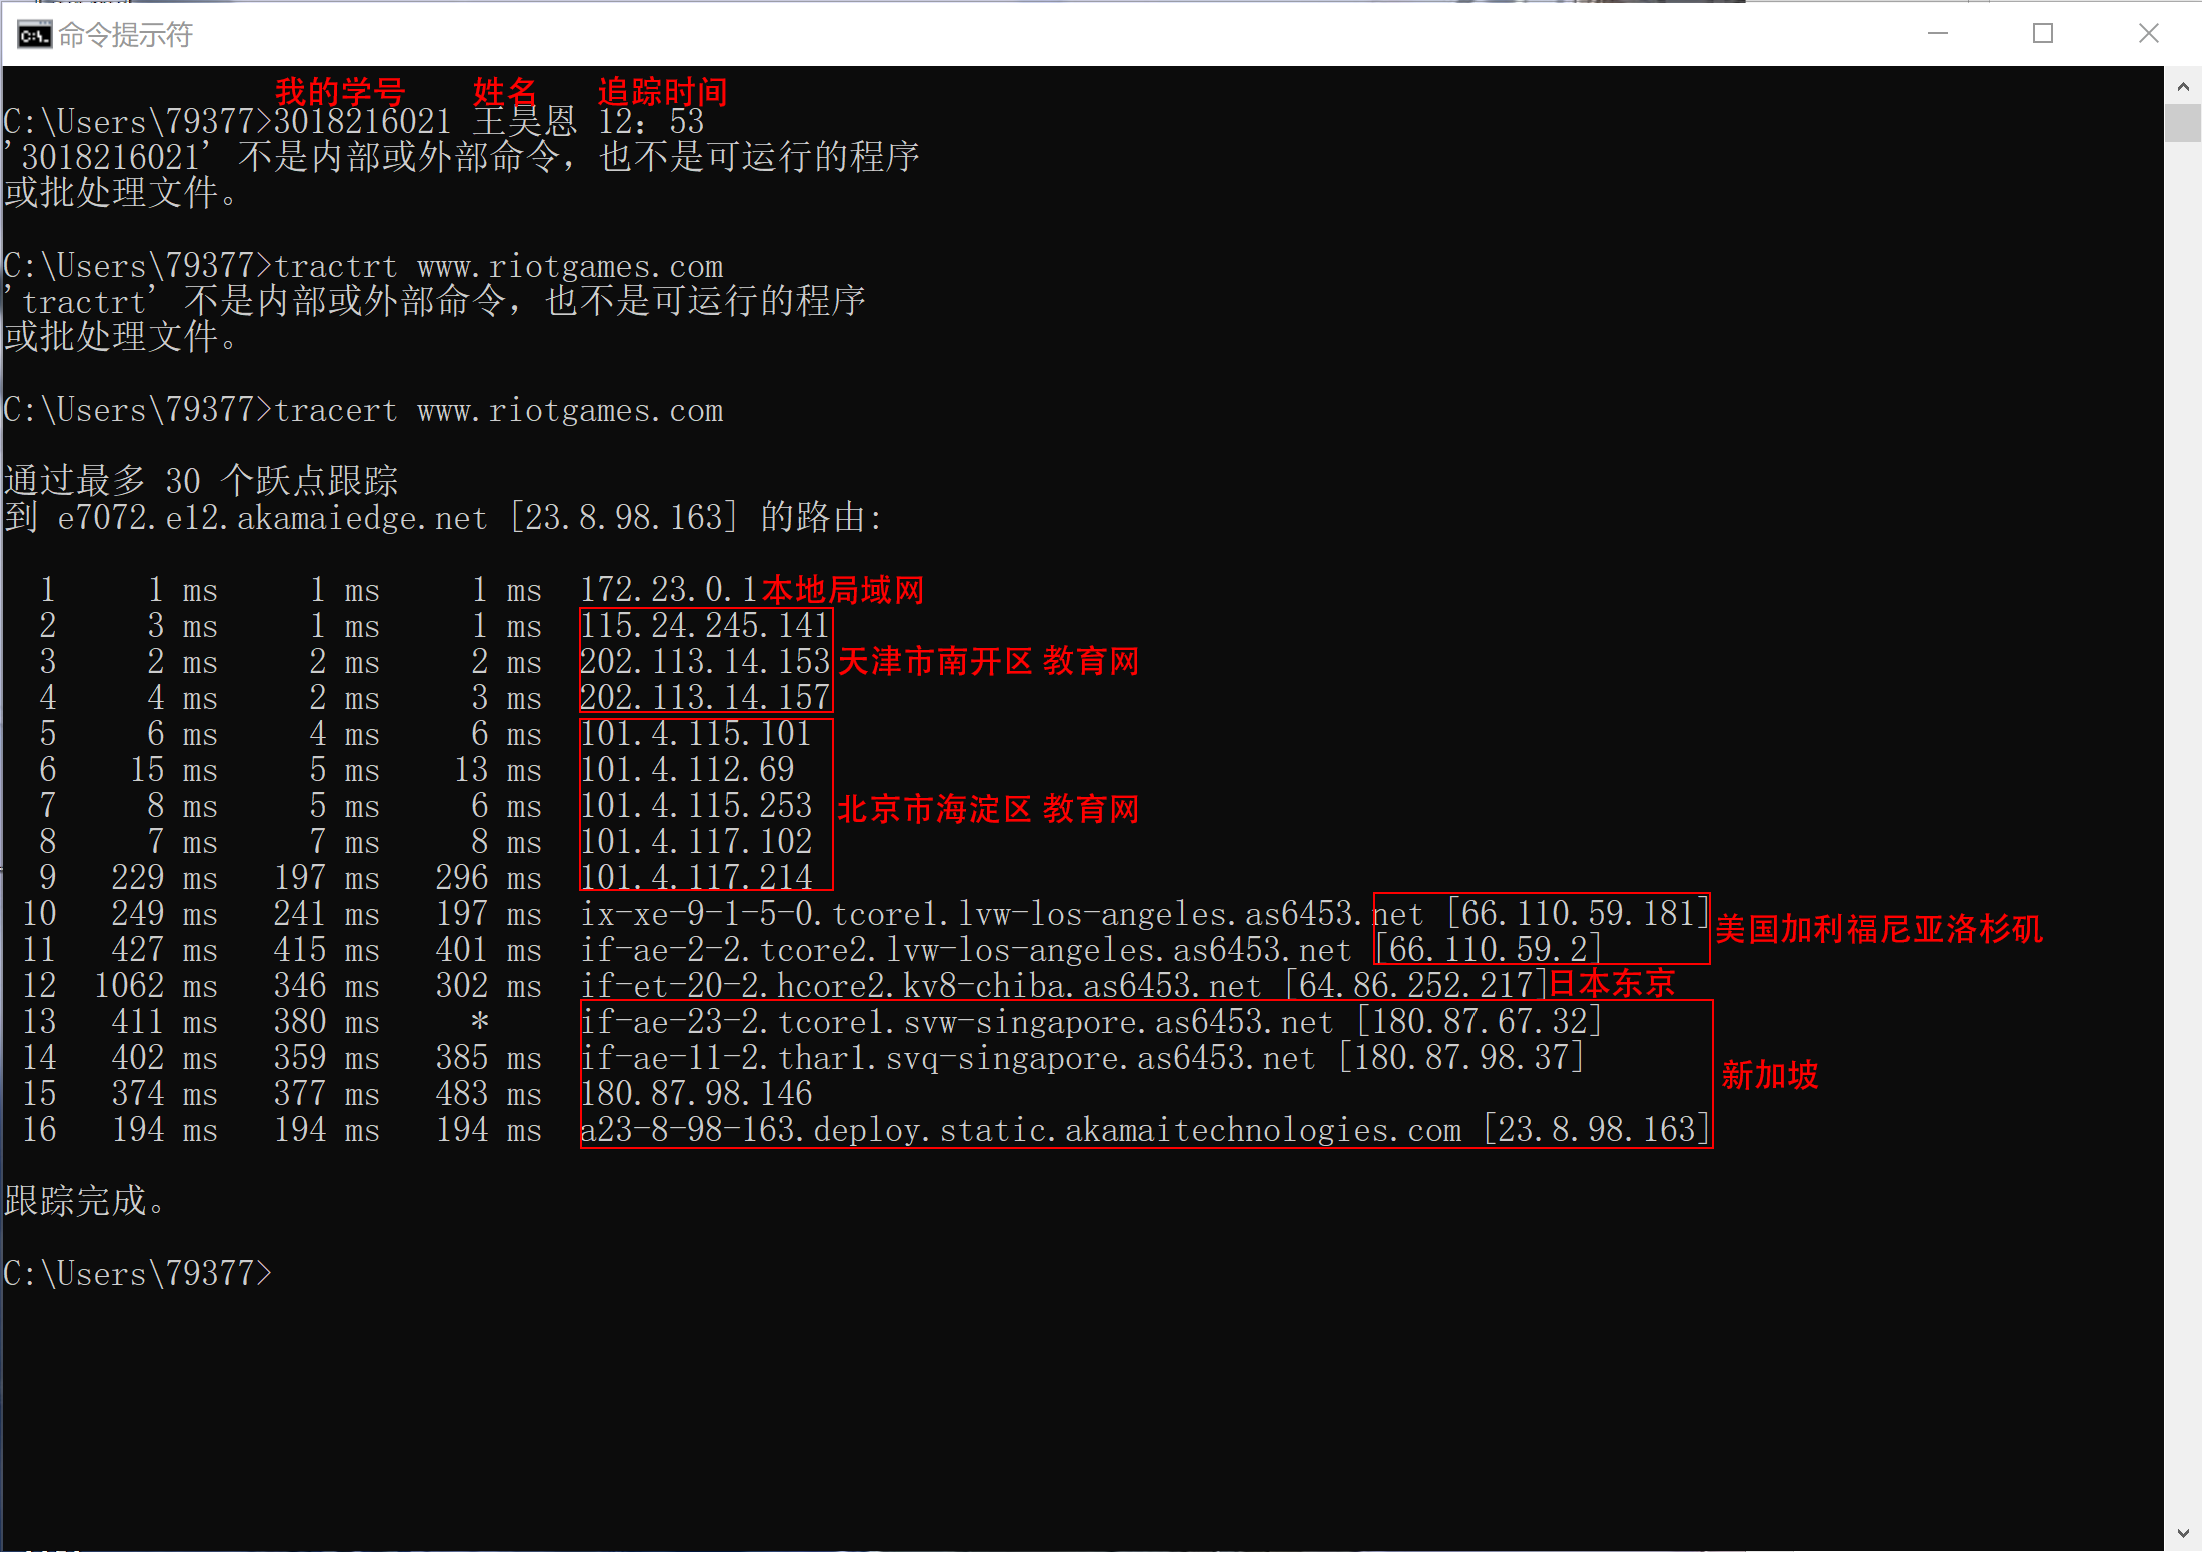 命令提示符
我的学号 姓名 追踪时间
C:\Users\79377>3018216021 王昊恩 12：53
'3018216021' 不是内部或外部命令，也不是可运行的程序
或批处理文件。
C:\Users\79377>tractrt www.riotgames.com
'tractrt' 不是内部或外部命令，也不是可运行的程序
或批处理文件。
C:\Users\79377>tracert www.riotgames.com
通过最多 30 个跃点跟踪
到 e7072.e12.akamaiedge.net [23.8.98.163] 的路由:
1 1 ms 1 ms 1 ms 172.23.0.1 本地局域网
2 3 ms 1 ms 1 ms 115.24.245.141
3 2 ms 2 ms 2 ms 202.113.14.153 天津市南开区 教育网
4 4 ms 2 ms 3 ms 202.113.14.157
5 6 ms 4 ms 6 ms 101.4.115.101
6 15 ms 5 ms 13 ms 101.4.112.69
7 8 ms 5 ms 6 ms 101.4.115.253 北京市海淀区 教育网
8 7 ms 7 ms 8 ms 101.4.117.102
9 229 ms 197 ms 296 ms 101.4.117.214
10 249 ms 241 ms 197 ms ix-xe-9-1-5-0.tcore1.lvw-los-angeles.as6453.net [66.110.59.181] 美国加利福尼亚洛杉矶
11 427 ms 415 ms 401 ms if-ae-2-2.tcore2.lvw-los-angeles.as6453.net [66.110.59.2]
12 1062 ms 346 ms 302 ms if-et-20-2.hcore2.kv8-chiba.as6453.net [64.86.252.217] 日本东京
13 411 ms 380 ms * if-ae-23-2.tcore1.svw-singapore.as6453.net [180.87.67.32]
14 402 ms 359 ms 385 ms if-ae-11-2.thar1.svq-singapore.as6453.net [180.87.98.37] 新加坡
15 374 ms 377 ms 483 ms 180.87.98.146
16 194 ms 194 ms 194 ms a23-8-98-163.deploy.static.akamaitechnologies.com [23.8.98.163]
跟踪完成。
C:\Users\79377>